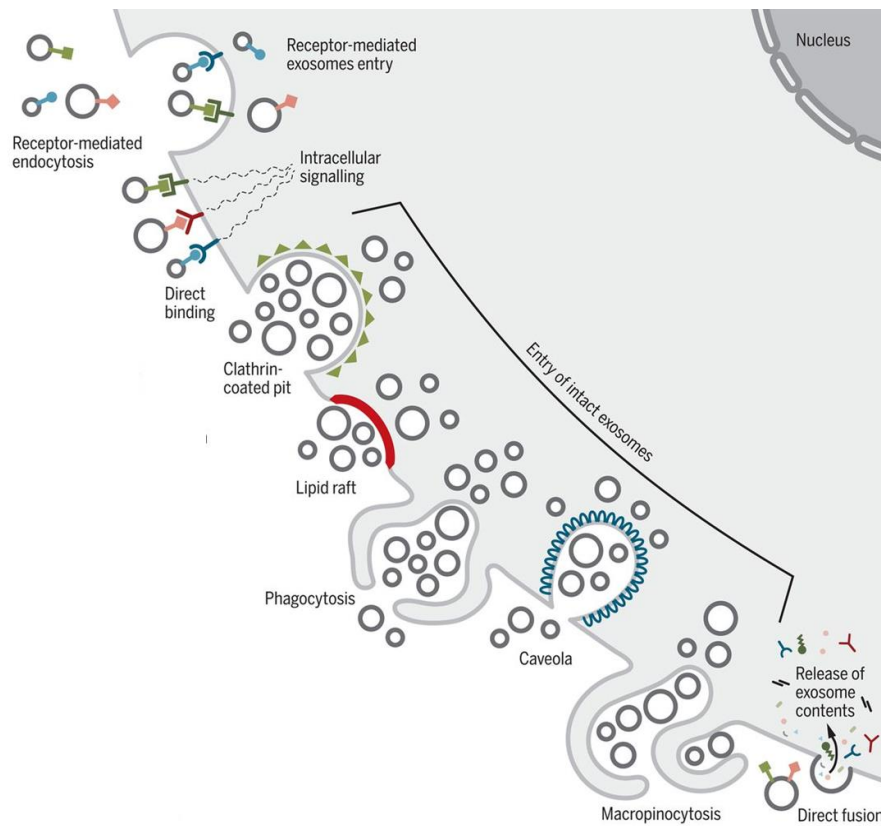 Nucleus
Receptor-mediated
exosomes entry
Receptor-mediated
endocytosis
Intracellular
signalling
Direct
binding
Clathrin-
coated pit
Entry of intact exosomes
Lipid raft
Phagocytosis
Caveola
Release of
exosome
contents
Macropinocytosis
Direct fusion